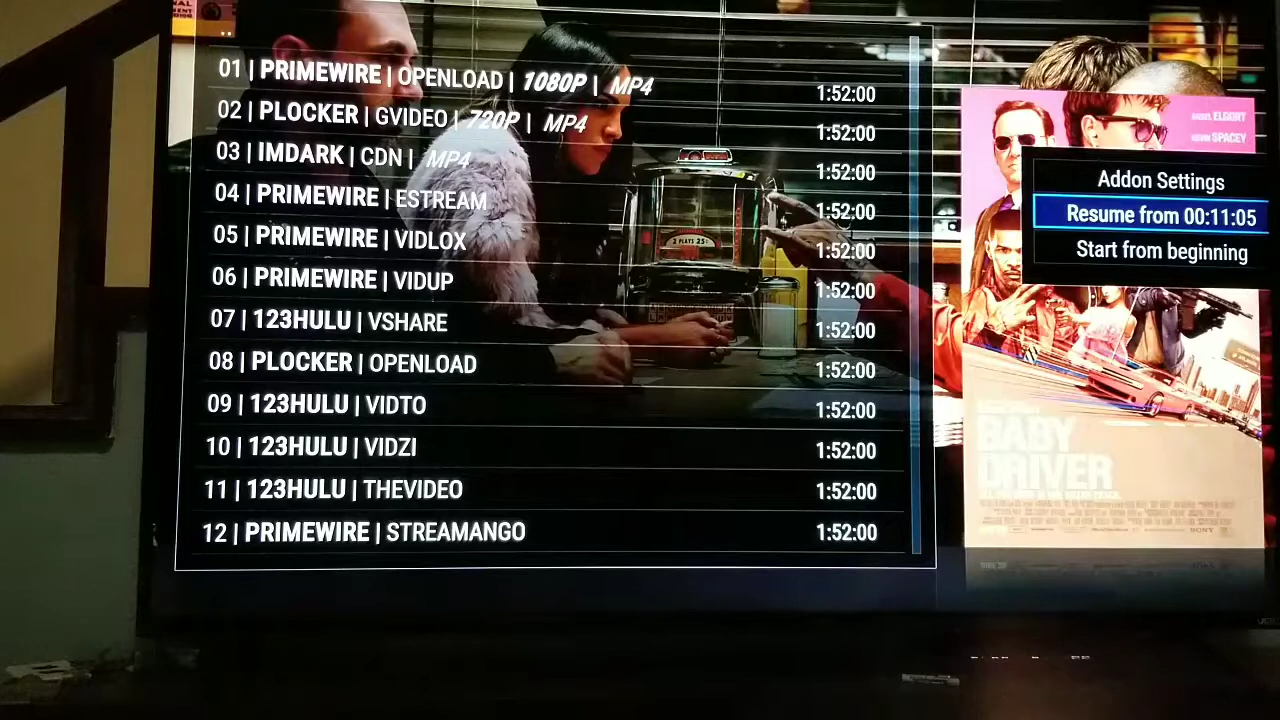 01 | PRIMEWIRE | OPENLOAD | 1080P | MP4
1:52:00
02 | PLOCKER | GVIDEO | 720P | MP4
1:52:00
03 | IMDARK | CDN | MP4
1:52:00
04 | PRIMEWIRE | ESTREAM
1:52:00
05 | PRIMEWIRE | VIDLOX
1:52:00
06 | PRIMEWIRE | VIDUP
1:52:00
07 | 123HULU | VSHARE
1:52:00
08 | PLOCKER | OPENLOAD
1:52:00
09 | 123HULU | VIDTO
1:52:00
10 | 123HULU | VIDZI
1:52:00
11 | 123HULU | THEVIDEO
1:52:00
12 | PRIMEWIRE | STREAMANGO
1:52:00
2 PLAYS 25¢
ANSEL ELGORT
KEVIN SPACEY
Addon Settings
Resume from 00:11:05
Start from beginning
BABY
DRIVER
SONY